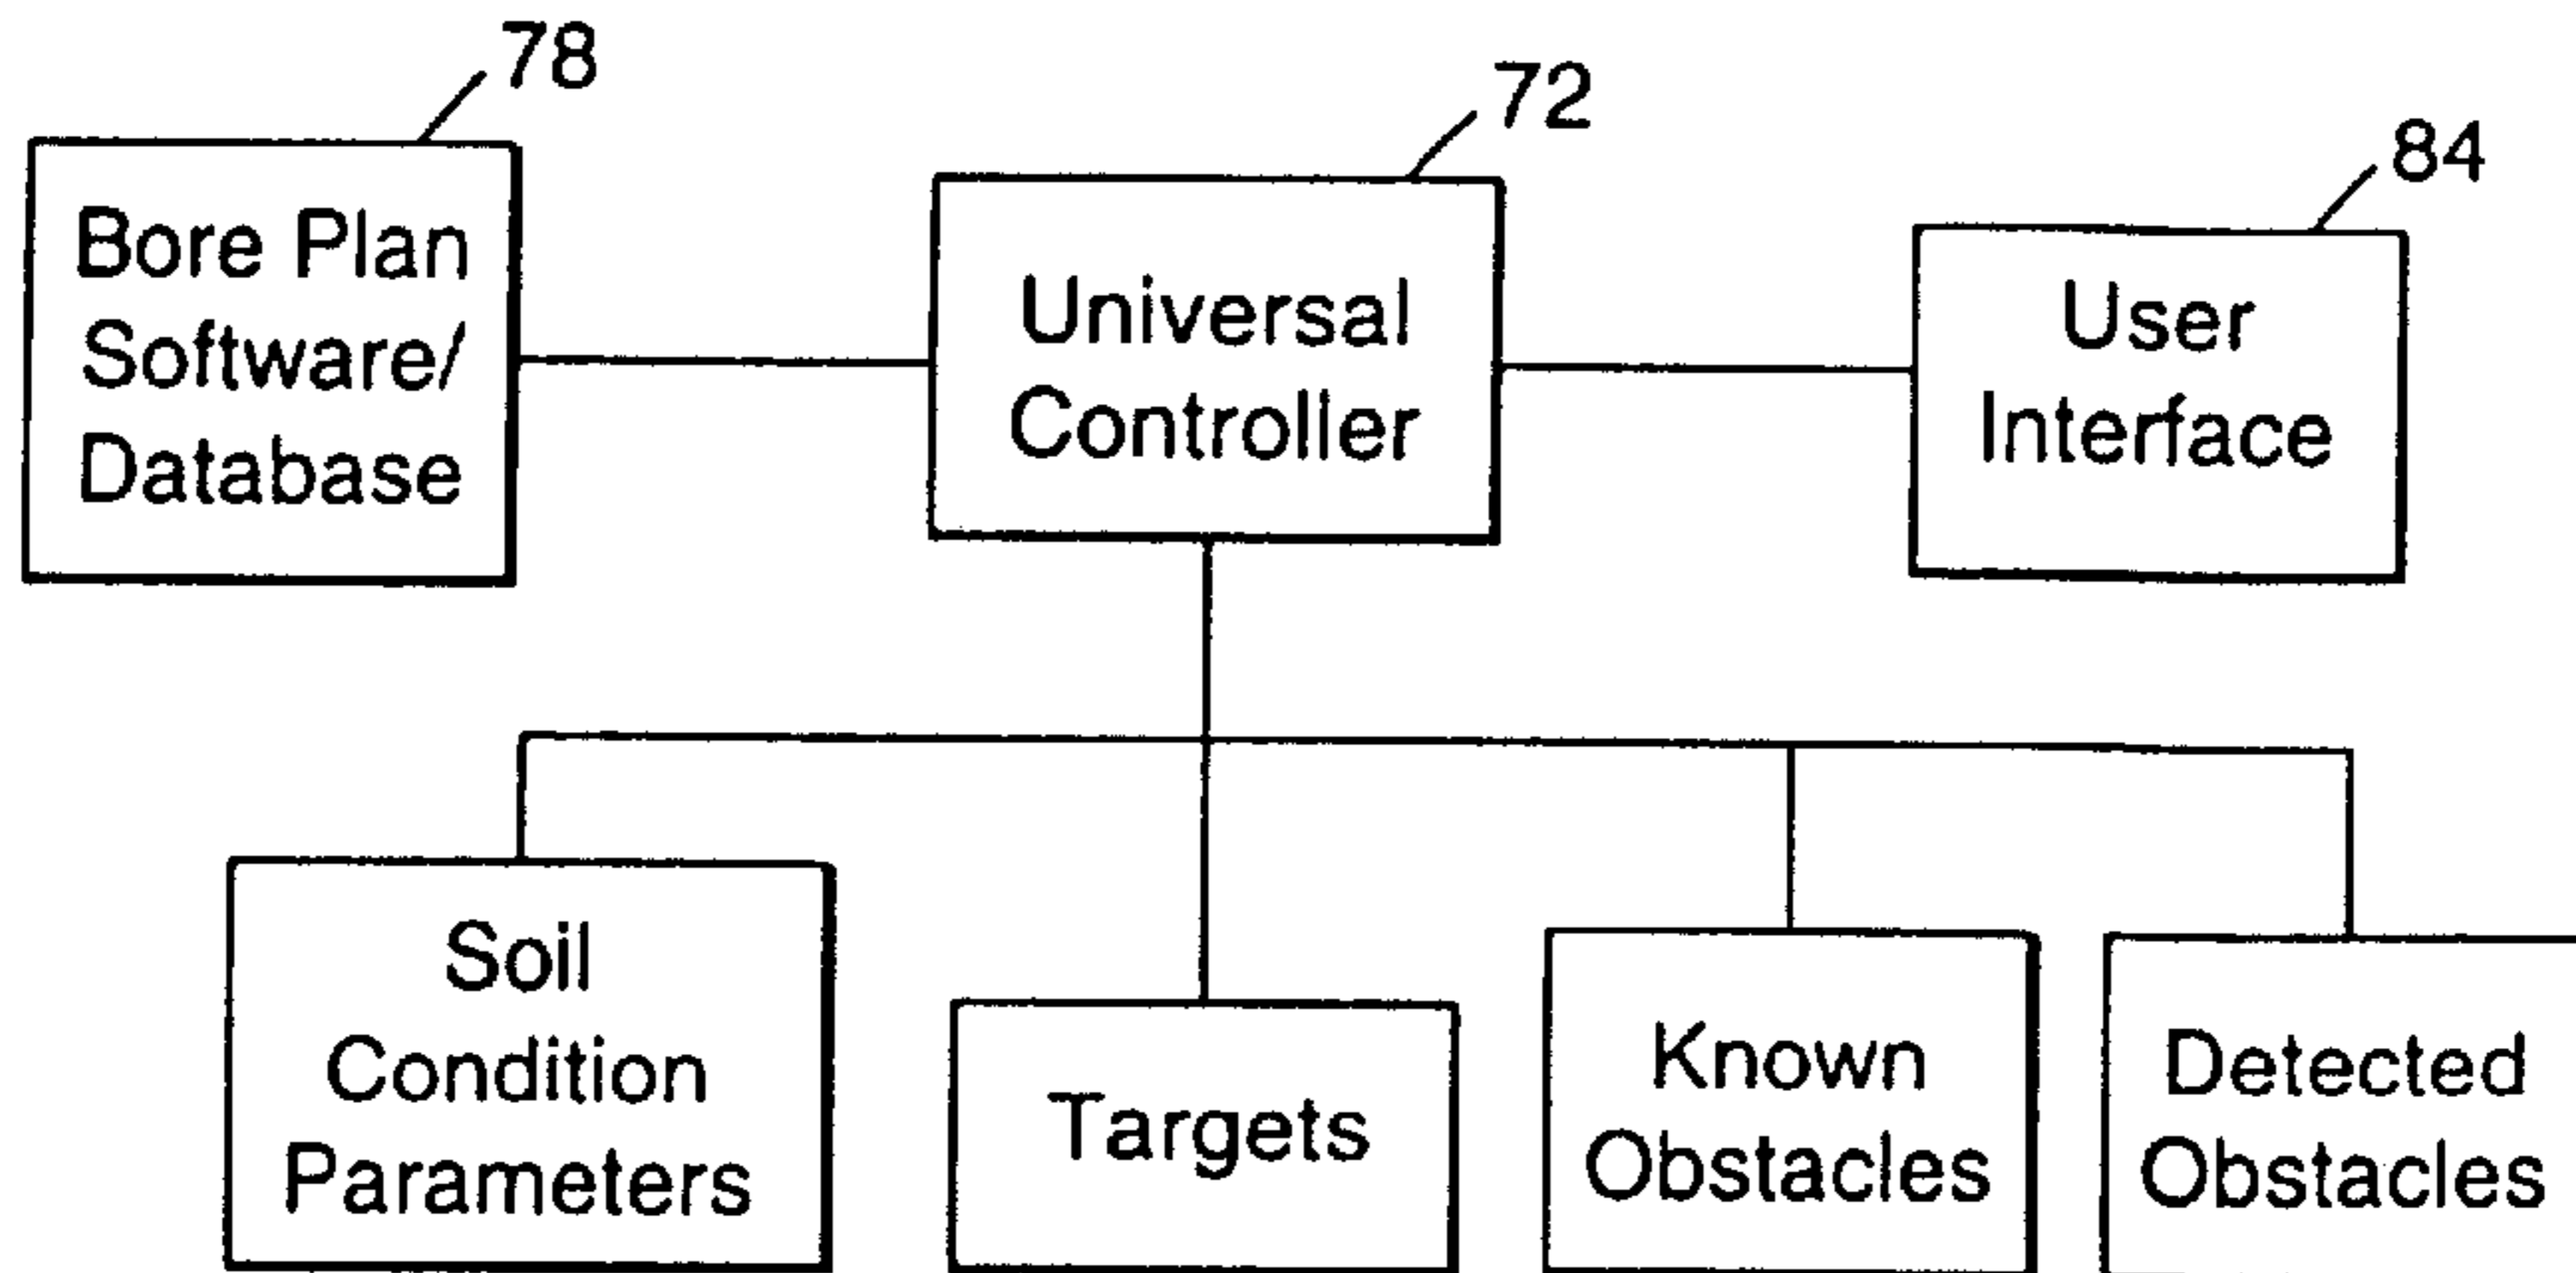 78
72
84
Bore Plan
Software/
Database
Universal
Controller
User
Interface
Soil
Condition
Parameters
Targets
Known
Obstacles
Detected
Obstacles